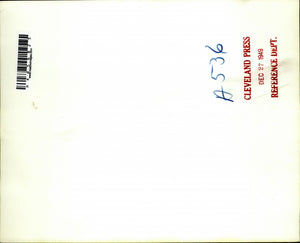 A536
CLEVELAND PRESS
DEC 27 1949
REFERENCE DEPT.